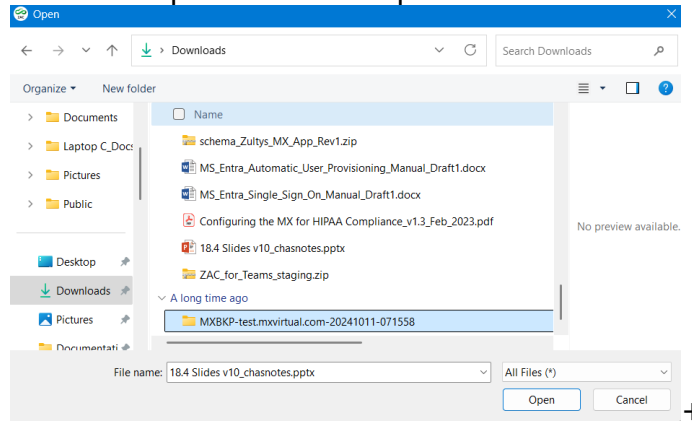 ZAC Open
Downloads
Search Downloads
Organize New folder
Documents
Laptop C_Docs
Pictures
Public
Desktop
Downloads
Pictures
Documentati
Name
schema_Zultys_MX_App_Rev1.zip
MS_Entra_Automatic_User_Provisioning_Manual_Draft1.docx
MS_Entra_Single_Sign_On_Manual_Draft1.docx
Configuring the MX for HIPAA Compliance_v1.3_Feb_2023.pdf
18.4 Slides v10_chasnotes.pptx
ZAC_for_Teams_staging.zip
A long time ago
MXBKP-test.mxvirtual.com-20241011-071558
No preview available.
File name: 18.4 Slides v10_chasnotes.pptx
All Files (*)
Open Cancel